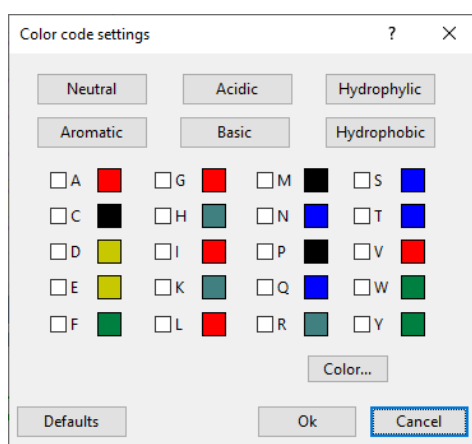 Color code settings ? X
Neutral Acidic Hydrophylic
Aromatic Basic Hydrophobic
A G M S
C H N T
D I P V
E K Q W
F L R Y
Color...
Defaults Ok Cancel